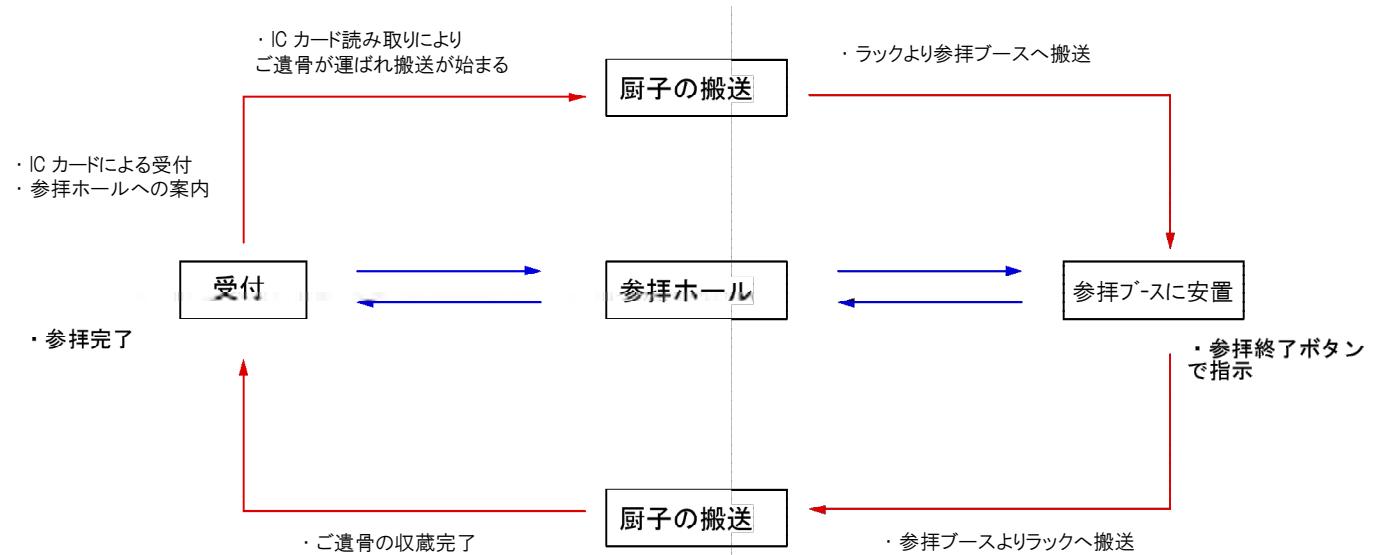 ・IC カード読み取りにより
ご遺骨が運ばれ搬送が始まる
・ラックより参拝ブースへ搬送
厨子の搬送
・IC カードによる受付
・参拝ホールへの案内
受付
参拝ホール
参拝ブースに安置
・参拝完了
・参拝終了ボタン
で指示
厨子の搬送
・ご遺骨の収蔵完了
・参拝ブースよりラックへ搬送